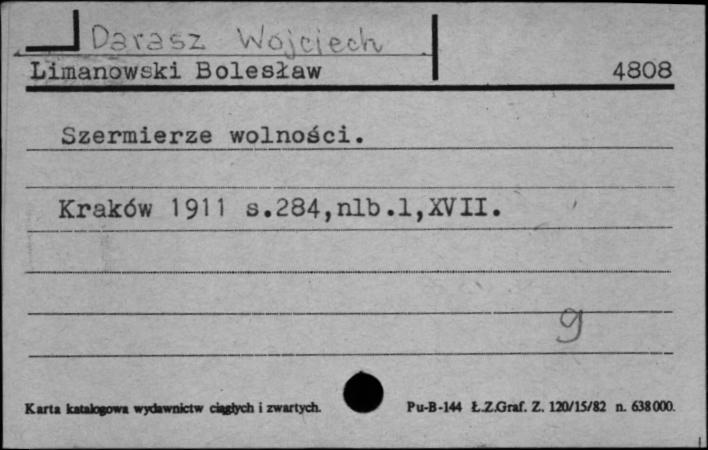 Darasz Wojciech
Limanowski Bolesław 4808
Szermierze wolności.
Kraków 1911 s.284,nlb.1,XVII.
g
Karta katalogowa wydawnictw ciągłych i zwartych. Pu-B-144 Ł.Z.Graf. Z. 120/15/82 n. 638000.